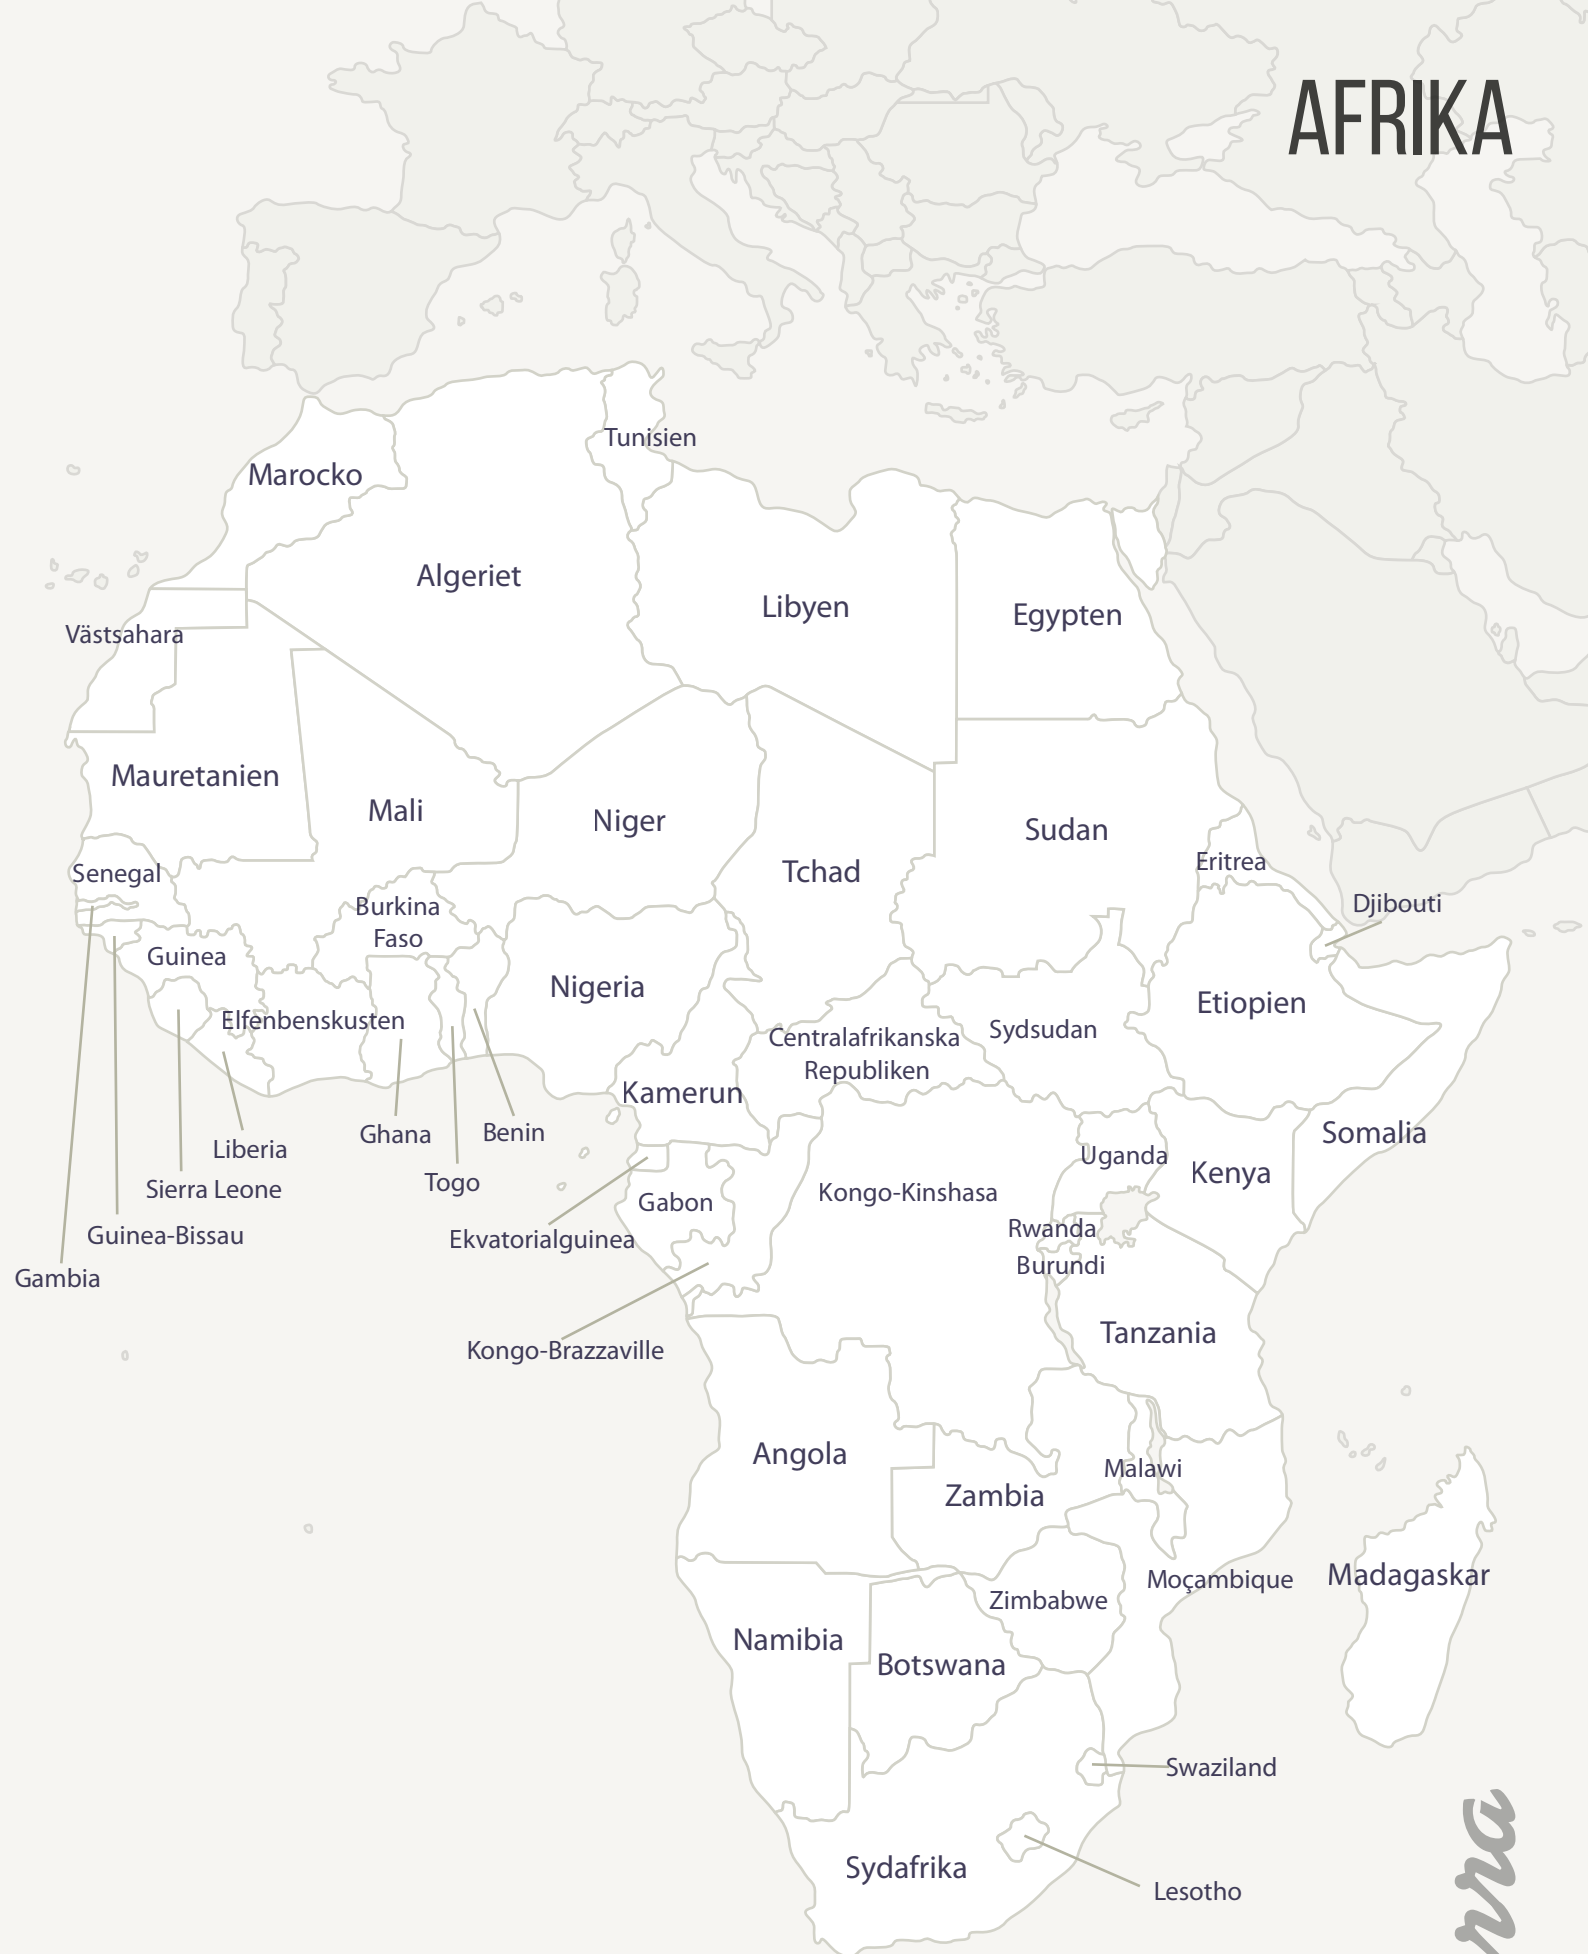 AFRIKA
Tunisien
Marocko
Algeriet
Libyen
Egypten
Västsahara
Mauretanien
Mali
Niger
Sudan
Tchad
Eritrea
Senegal
Djibouti
Burkina
Faso
Guinea
Nigeria
Etiopien
Elfenbenskusten
Sydsudan
Centralafrikanska
Republiken
Kamerun
Ghana
Benin
Somalia
Liberia
Uganda
Kenya
Togo
Sierra Leone
Kongo-Kinshasa
Gabon
Rwanda
Guinea-Bissau
Ekvatorialguinea
Burundi
Gambia
Tanzania
Kongo-Brazzaville
Angola
Malawi
Zambia
Madagaskar
Moçambique
Zimbabwe
Namibia
Botswana
Swaziland
Sydafrika
Lesotho